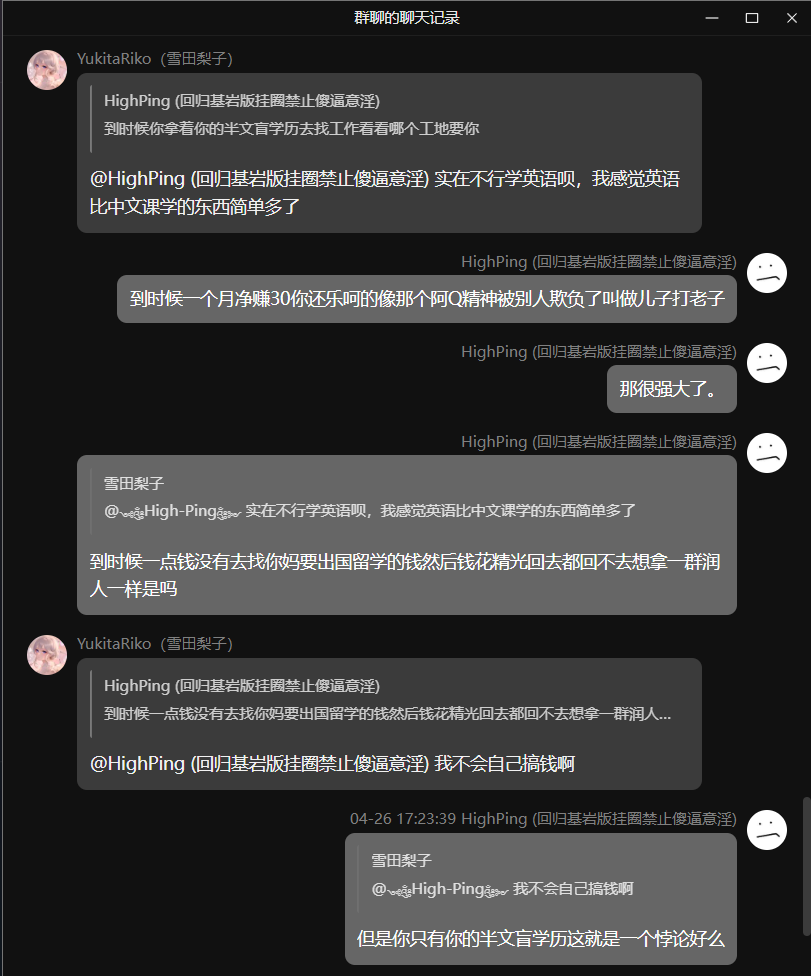 群聊的聊天记录
YukitaRiko（雪田梨子）
HighPing (回归基岩版挂圈禁止傻逼意淫)
到时候你拿着你的半文盲学历去找工作看看哪个工地要你
@HighPing (回归基岩版挂圈禁止傻逼意淫) 实在不行学英语呗，我感觉英语
比中文课学的东西简单多了
HighPing (回归基岩版挂圈禁止傻逼意淫)
到时候一个月净赚30你还乐呵的像那个阿Q精神被别人欺负了叫做儿子打老子
HighPing (回归基岩版挂圈禁止傻逼意淫)
那很强大了。
HighPing (回归基岩版挂圈禁止傻逼意淫)
雪田梨子
@High-Ping 实在不行学英语呗，我感觉英语比中文课学的东西简单多了
到时候一点钱没有去找你妈要出国留学的钱然后钱花精光回去都回不去想拿一群润
人一样是吗
YukitaRiko（雪田梨子）
HighPing (回归基岩版挂圈禁止傻逼意淫)
到时候一点钱没有去找你妈要出国留学的钱然后钱花精光回去都回不去想拿一群润人...
@HighPing (回归基岩版挂圈禁止傻逼意淫) 我不会自己搞钱啊
04-26 17:23:39 HighPing (回归基岩版挂圈禁止傻逼意淫)
雪田梨子
@High-Ping 我不会自己搞钱啊
但是你只有你的半文盲学历这就是一个悖论好么